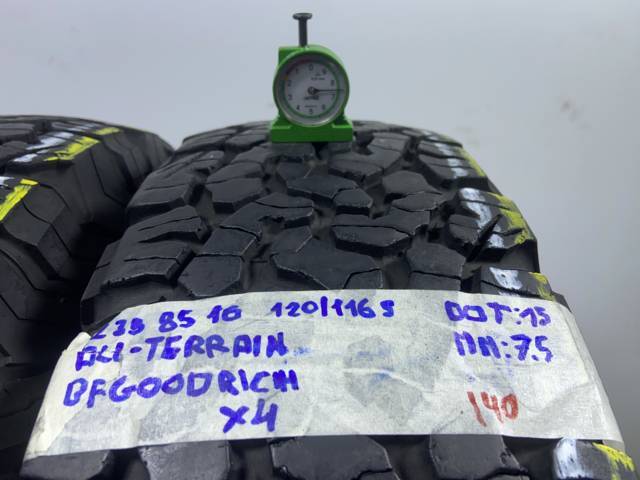 235 85 16 120/116 S DOT:15
ALL-TERRAIN MM:7.5
BFGOODRICH
x4 140